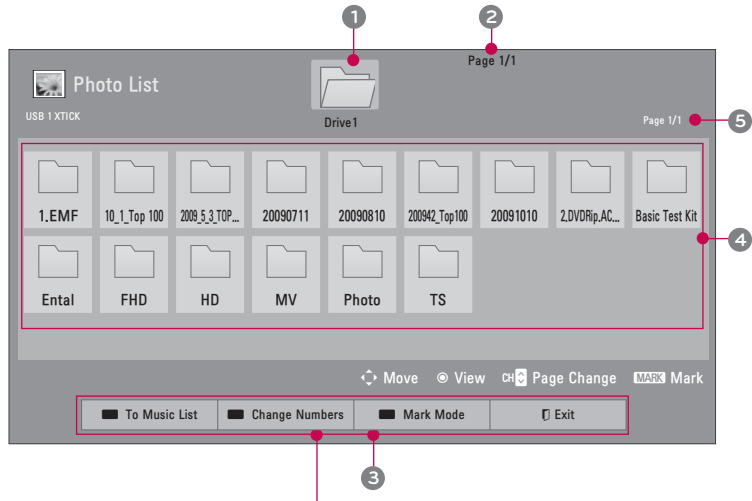 1
2
Page 1/1
Photo List
USB 1 XTICK
Drive1
Page 1/1
5
1.EMF 10_1_Top 100 2009_5_3_TOP... 20090711 20090810 200942_Top100 20091010 2.DVDRip.AC... Basic Test Kit
4
Ental FHD HD MV Photo TS
Move View CH Page Change MARK Mark
To Music List Change Numbers Mark Mode Exit
3